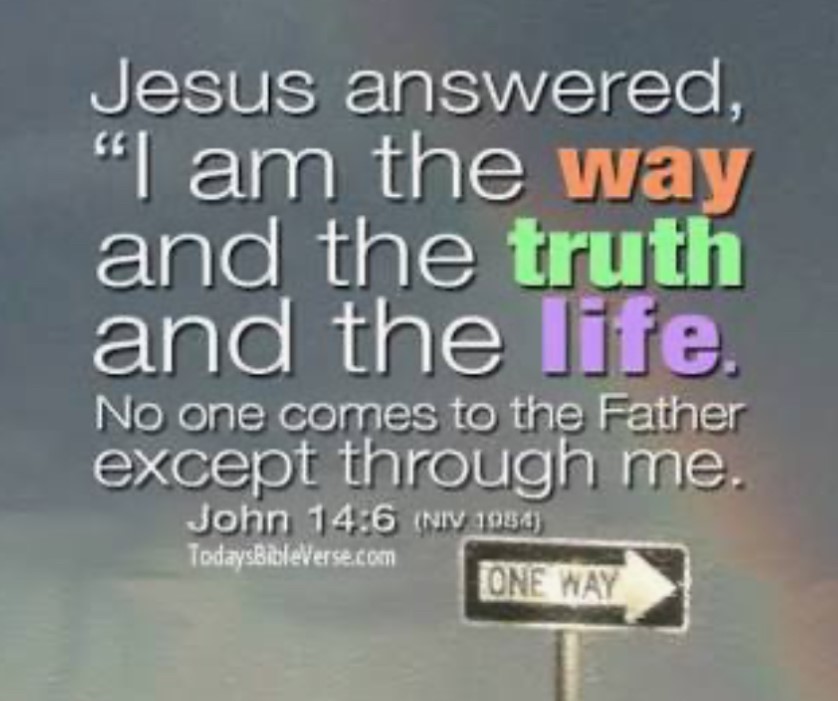 Jesus answered,
“I am the way
and the truth
and the life.
No one comes to the Father
except through me.
John 14:6 (NIV 1984)
TodaysBibleVerse.com
ONE WAY